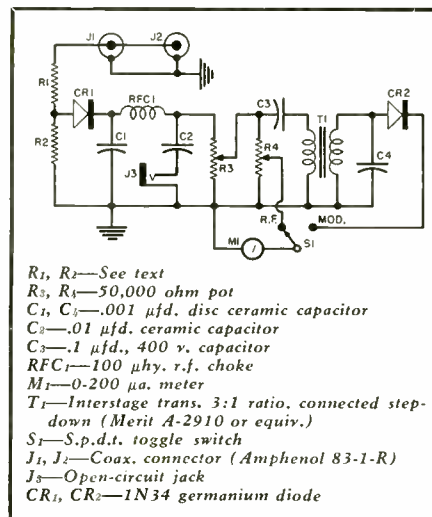 J1 J2
R1
CR1 RFC1 C3 T1 CR2
R2 C1 C2 R3 R4 C4
J3
R.F. MOD.
M1 S1
R1, R2—See text
R3, R4—50,000 ohm pot
C1, C4—.001 µfd. disc ceramic capacitor
C2—.01 µfd. ceramic capacitor
C3—.1 µfd., 400 v. capacitor
RFC1—100 µhy. r.f. choke
M1—0-200 µa. meter
T1—Interstage trans. 3:1 ratio, connected step-
down (Merit A-2910 or equiv.)
S1—S.p.d.t. toggle switch
J1, J2—Coax. connector (Amphenol 83-1-R)
J3—Open-circuit jack
CR1, CR2—1N34 germanium diode